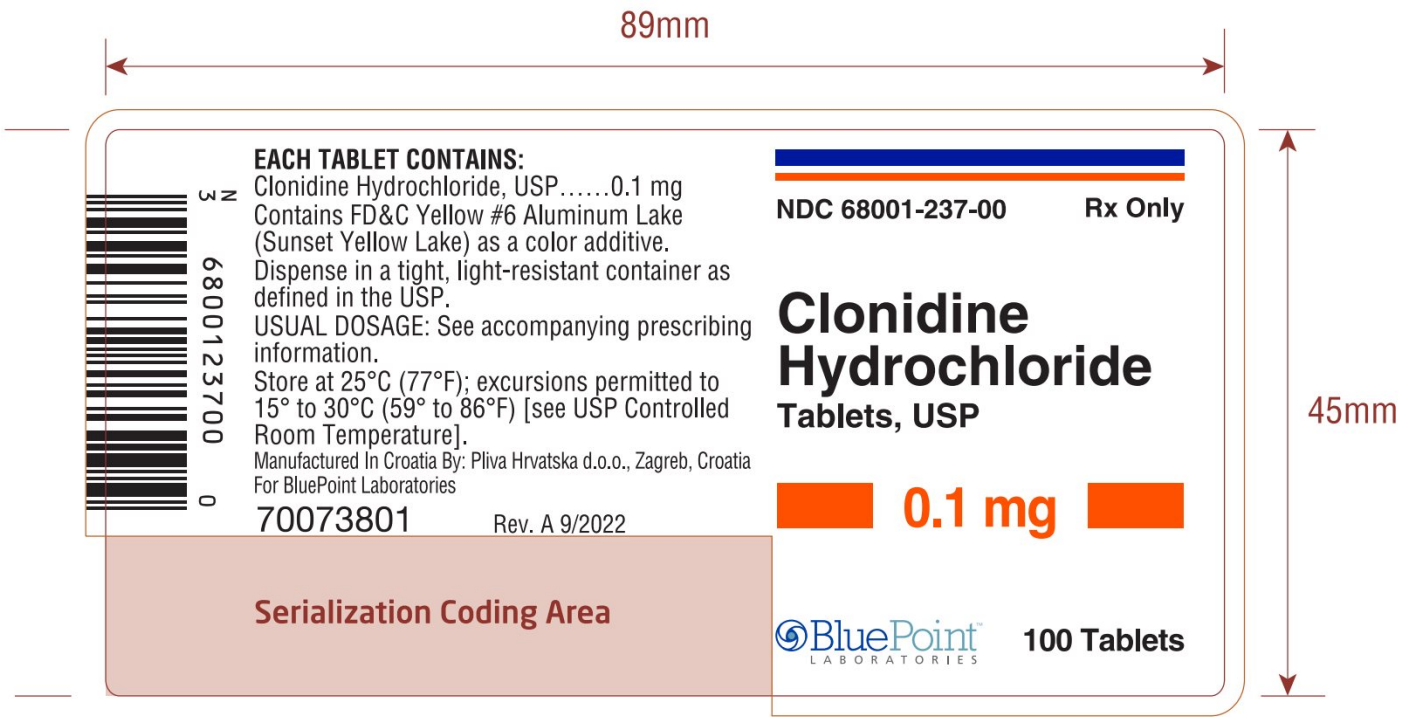 89mm
N
3
68001 23700
0
EACH TABLET CONTAINS:
Clonidine Hydrochloride, USP......0.1 mg
Contains FD&C Yellow #6 Aluminum Lake
(Sunset Yellow Lake) as a color additive.
Dispense in a tight, light-resistant container as
defined in the USP.
USUAL DOSAGE: See accompanying prescribing
information.
Store at 25°C (77°F); excursions permitted to
15° to 30°C (59° to 86°F) [see USP Controlled
Room Temperature].
Manufactured In Croatia By: Pliva Hrvatska d.o.o., Zagreb, Croatia
For BluePoint Laboratories
70073801 Rev. A 9/2022
Serialization Coding Area
NDC 68001-237-00 Rx Only
Clonidine
Hydrochloride
Tablets, USP
0.1 mg
BluePoint™
LABORATORIES
100 Tablets
45mm